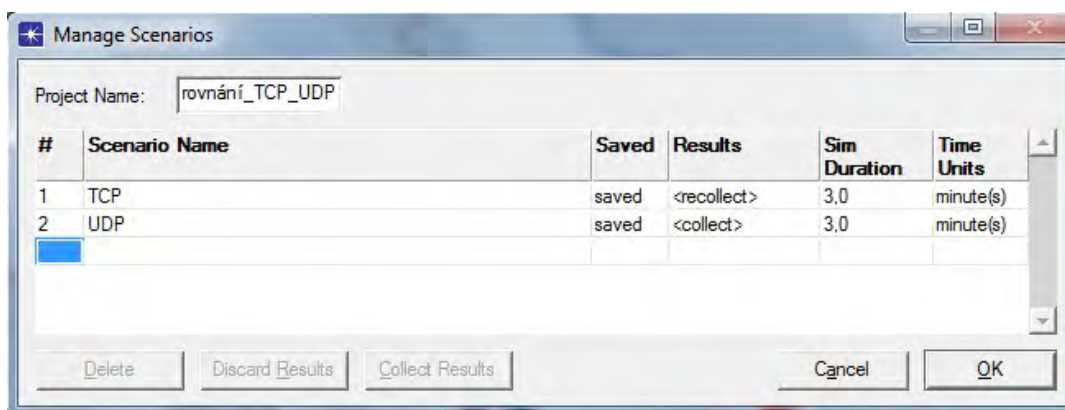 Manage Scenarios
Project Name: rovnání_TCP_UDP
# Scenario Name Saved Results Sim Duration Time Units
1 TCP saved <recollect> 3,0 minute(s)
2 UDP saved <collect> 3,0 minute(s)
Delete Discard Results Collect Results Cancel OK